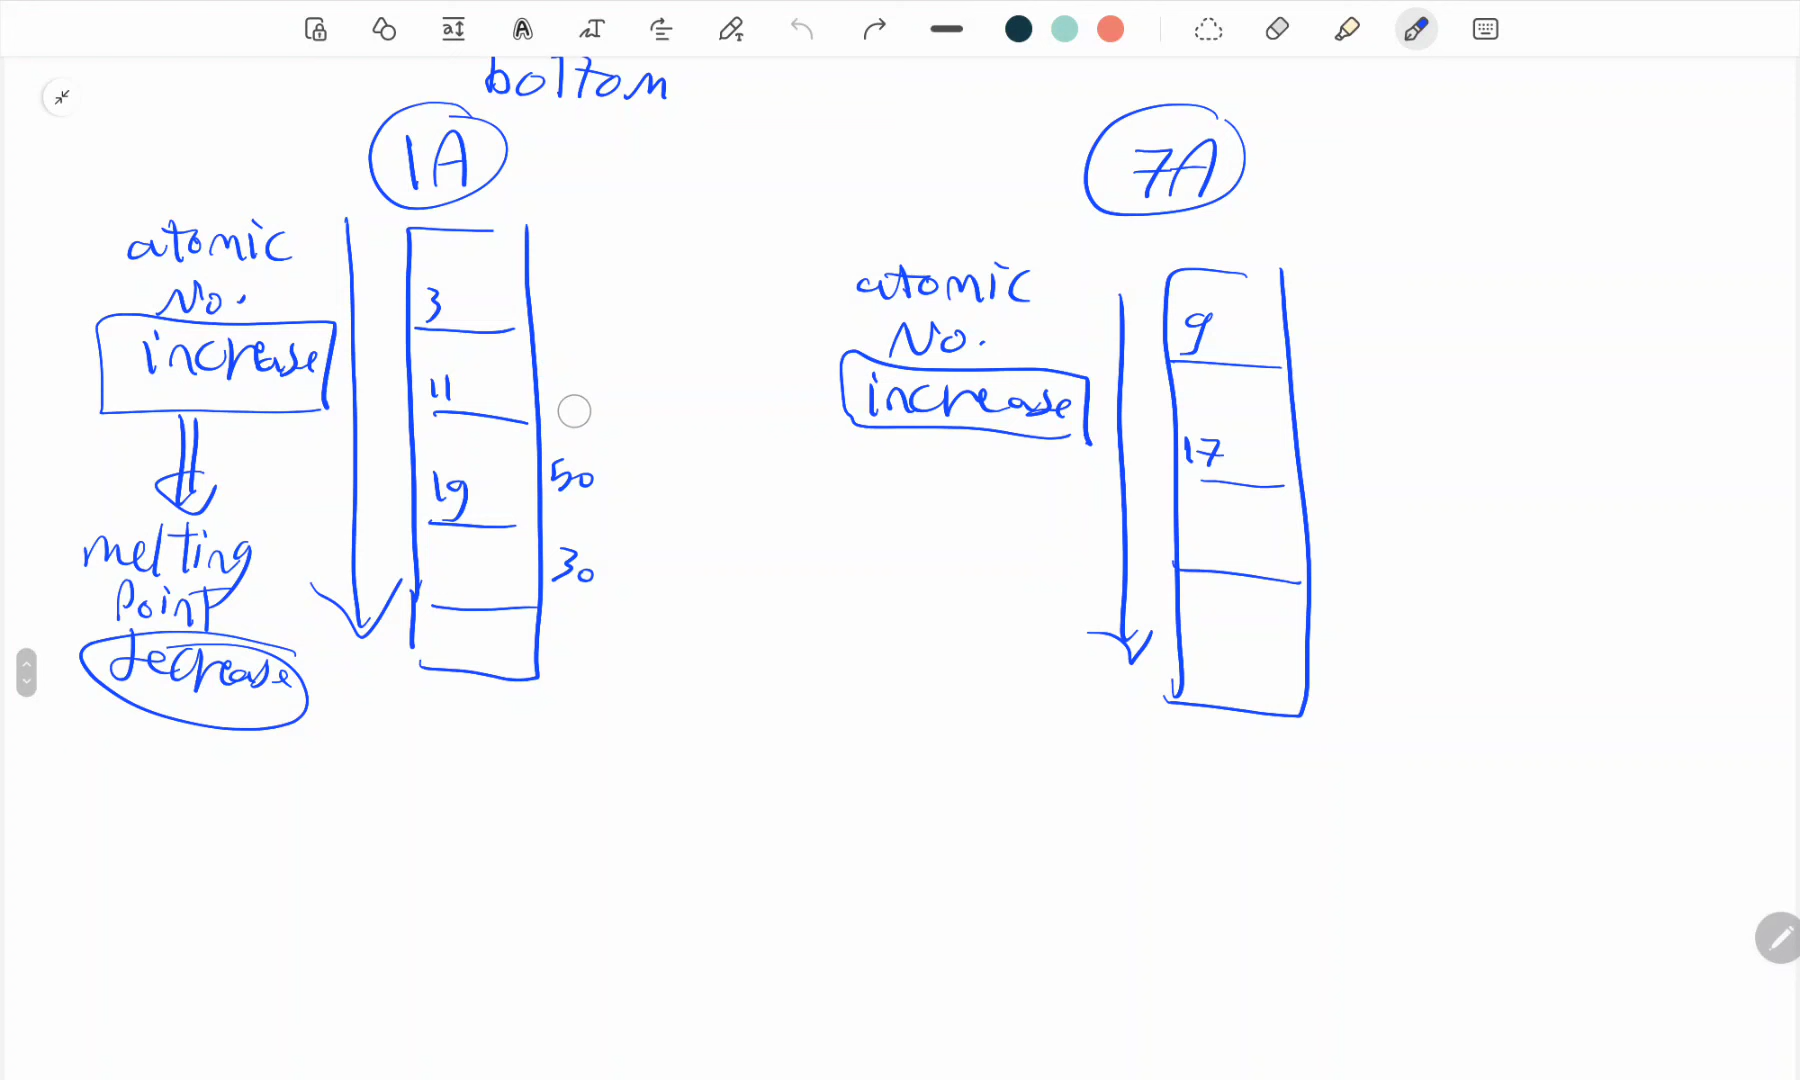 bottom
1A
atomic
No.
increase
melting
Point
decrease
3
11
19
50
30
7A
atomic
No.
increase
9
17